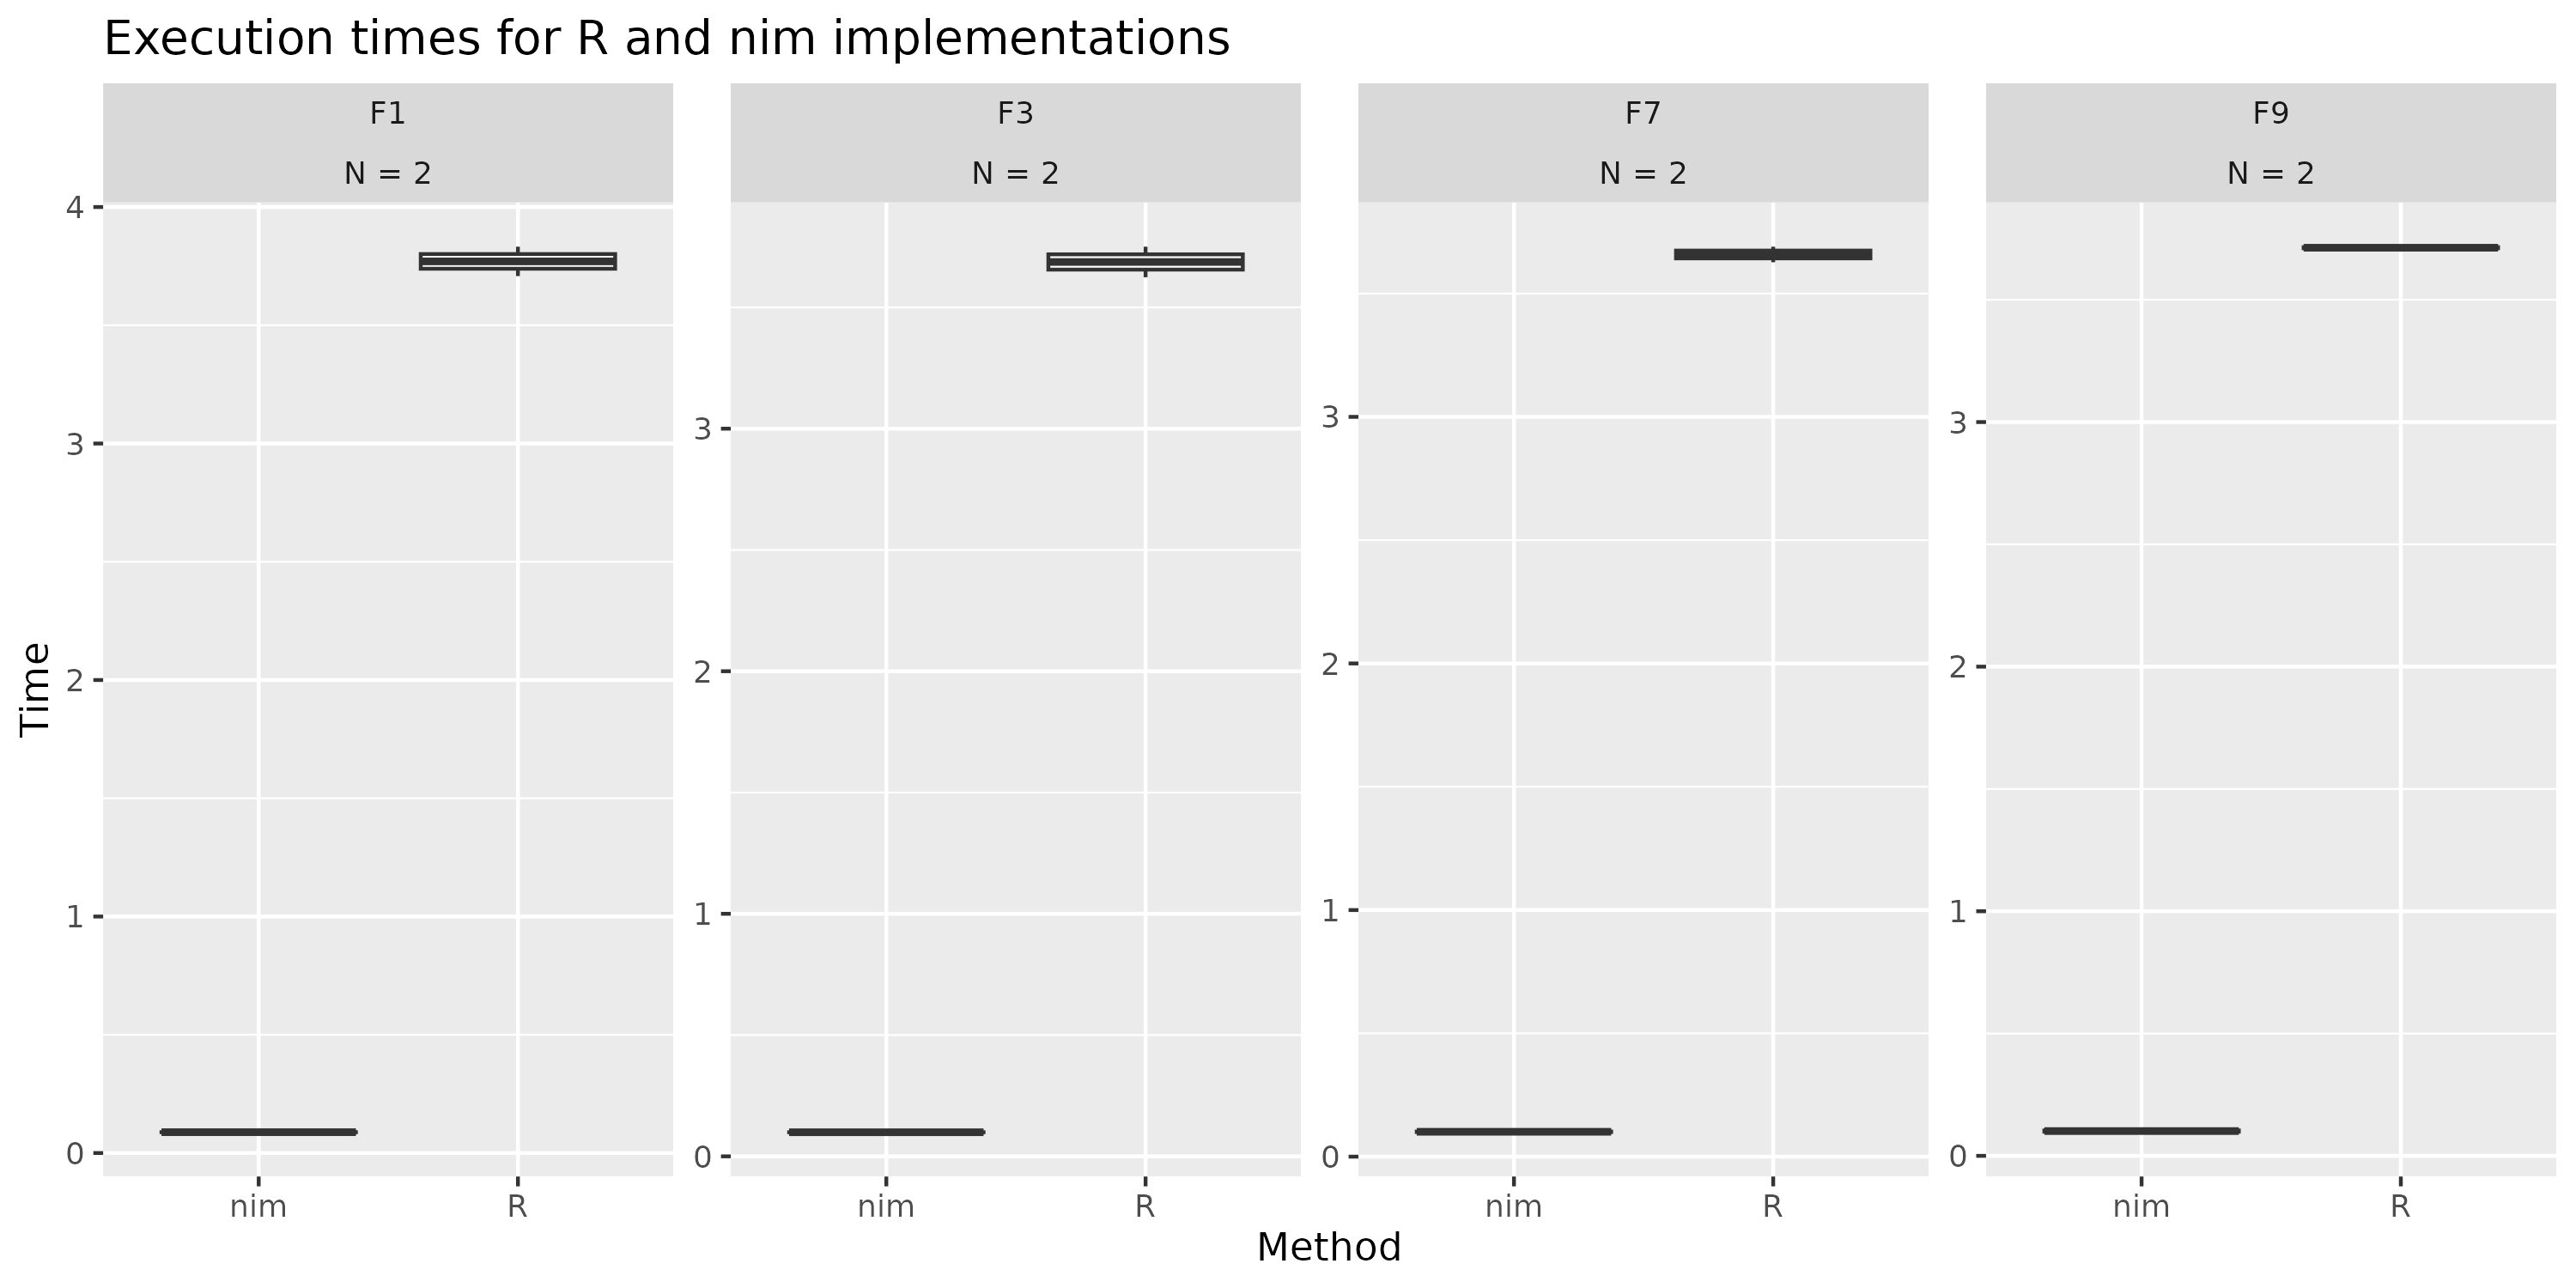 Execution times for R and nim implementations
F1
N = 2
F3
N = 2
F7
N = 2
F9
N = 2
Time
4
3
2
1
0
3
2
1
0
3
2
1
0
3
2
1
0
nim R
nim R
nim R
nim R
Method